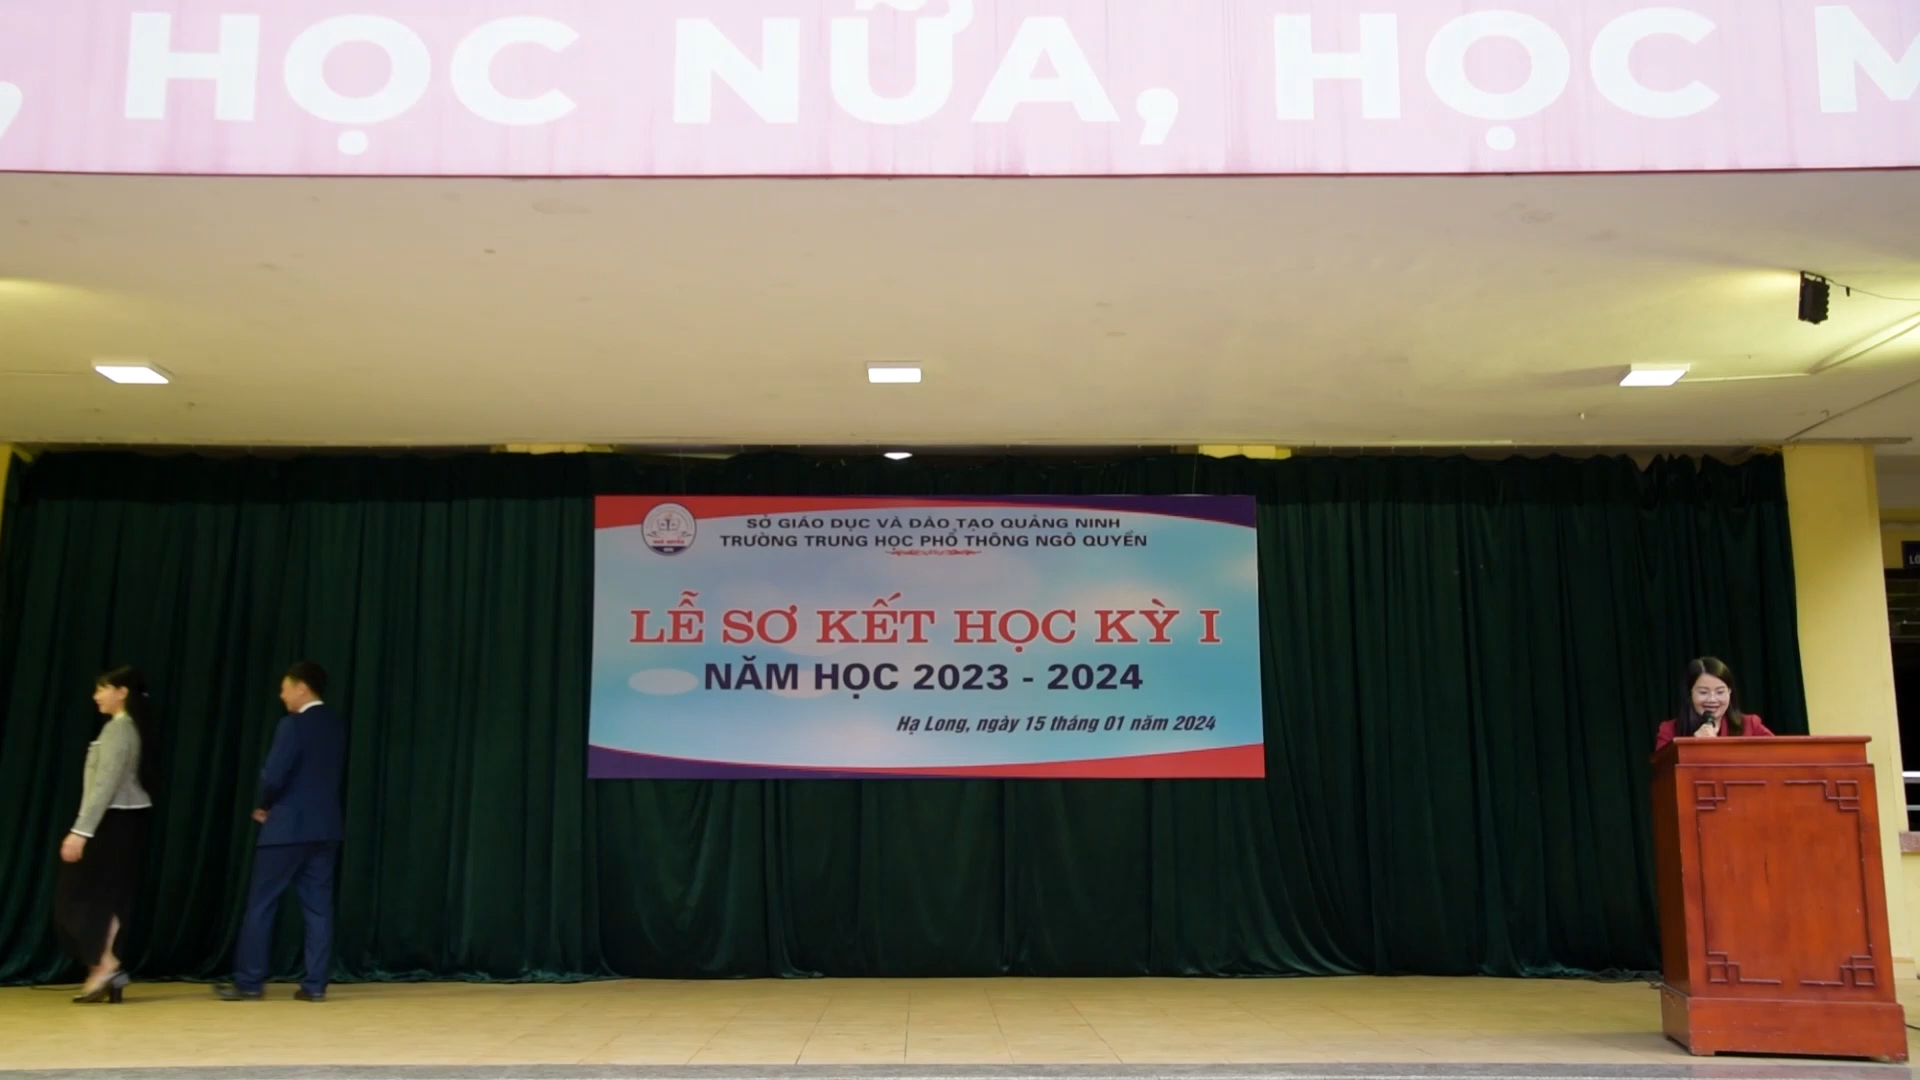 , HỌC NỮA, HỌC M
SỞ GIÁO DỤC VÀ ĐÀO TẠO QUẢNG NINH
TRƯỜNG TRUNG HỌC PHỔ THÔNG NGÔ QUYỀN
LỄ SƠ KẾT HỌC KỲ I
NĂM HỌC 2023 - 2024
Hạ Long, ngày 15 tháng 01 năm 2024